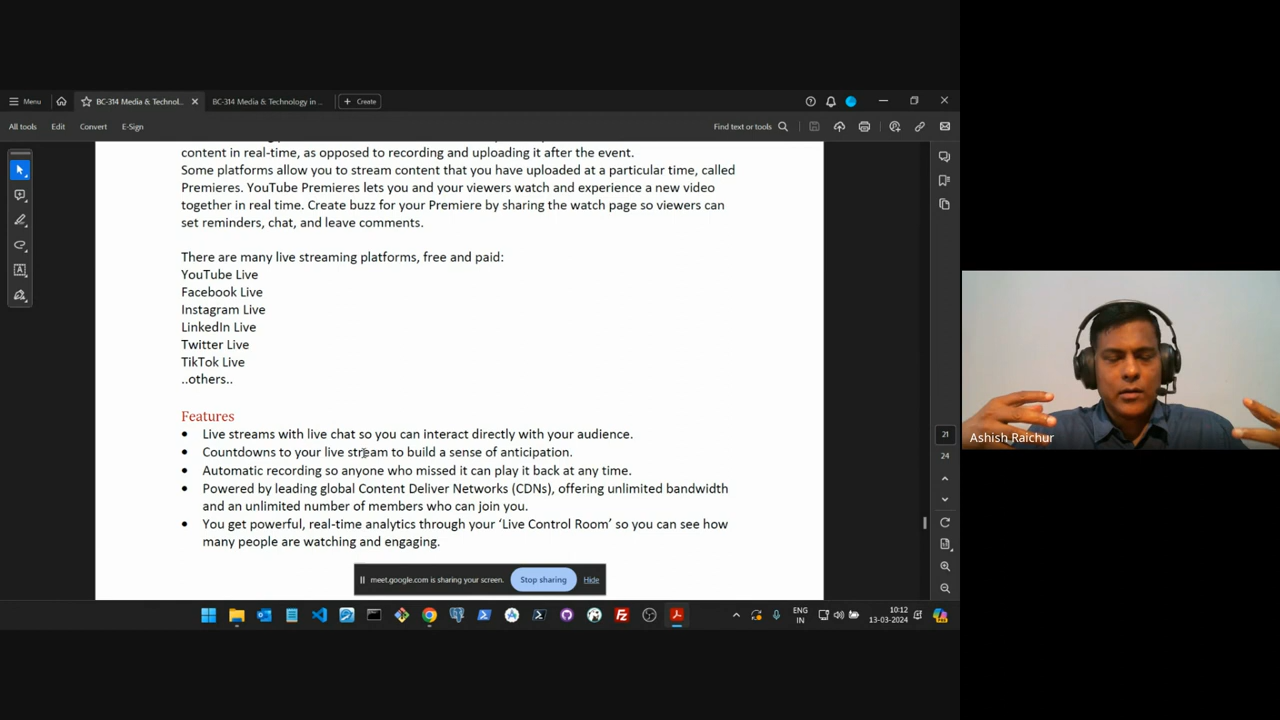 Menu
BC-314 Media & Technol...
BC-314 Media & Technology in ...
Create
All tools
Edit
Convert
E-Sign
Find text or tools
content in real-time, as opposed to recording and uploading it after the event.
Some platforms allow you to stream content that you have uploaded at a particular time, called
Premieres. YouTube Premieres lets you and your viewers watch and experience a new video
together in real time. Create buzz for your Premiere by sharing the watch page so viewers can
set reminders, chat, and leave comments.
There are many live streaming platforms, free and paid:
YouTube Live
Facebook Live
Instagram Live
LinkedIn Live
Twitter Live
TikTok Live
..others..
Features
• Live streams with live chat so you can interact directly with your audience.
• Countdowns to your live stream to build a sense of anticipation.
• Automatic recording so anyone who missed it can play it back at any time.
• Powered by leading global Content Deliver Networks (CDNs), offering unlimited bandwidth
and an unlimited number of members who can join you.
• You get powerful, real-time analytics through your ‘Live Control Room’ so you can see how
many people are watching and engaging.
21
24
meet.google.com is sharing your screen.
Stop sharing
Hide
ENG
IN
10:12
13-03-2024
Ashish Raichur